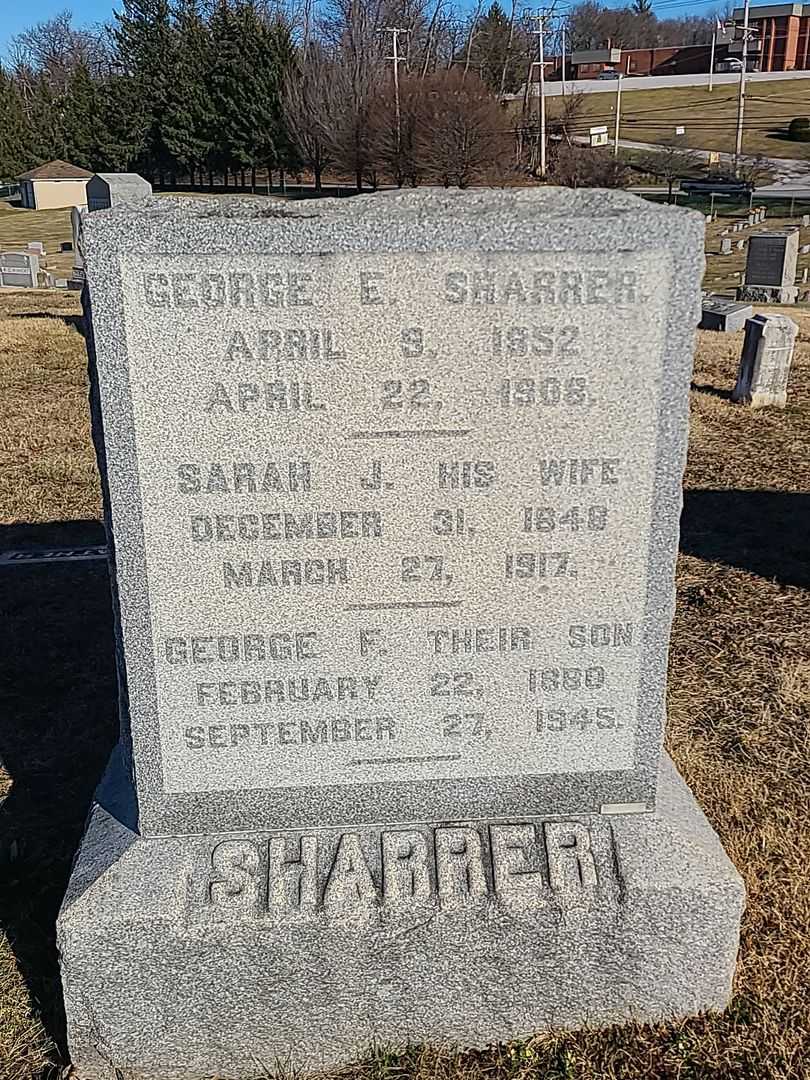 GEORGE E. SHARRER.
APRIL 9, 1852
APRIL 22,
SARAH J. HIS WIFE
DECEMBER 31, 1848
MARCH 27, 1917.
GEORGE F. THEIR SON
FEBRUARY 22, 1880
SEPTEMBER 27, 1945.
SHARRER